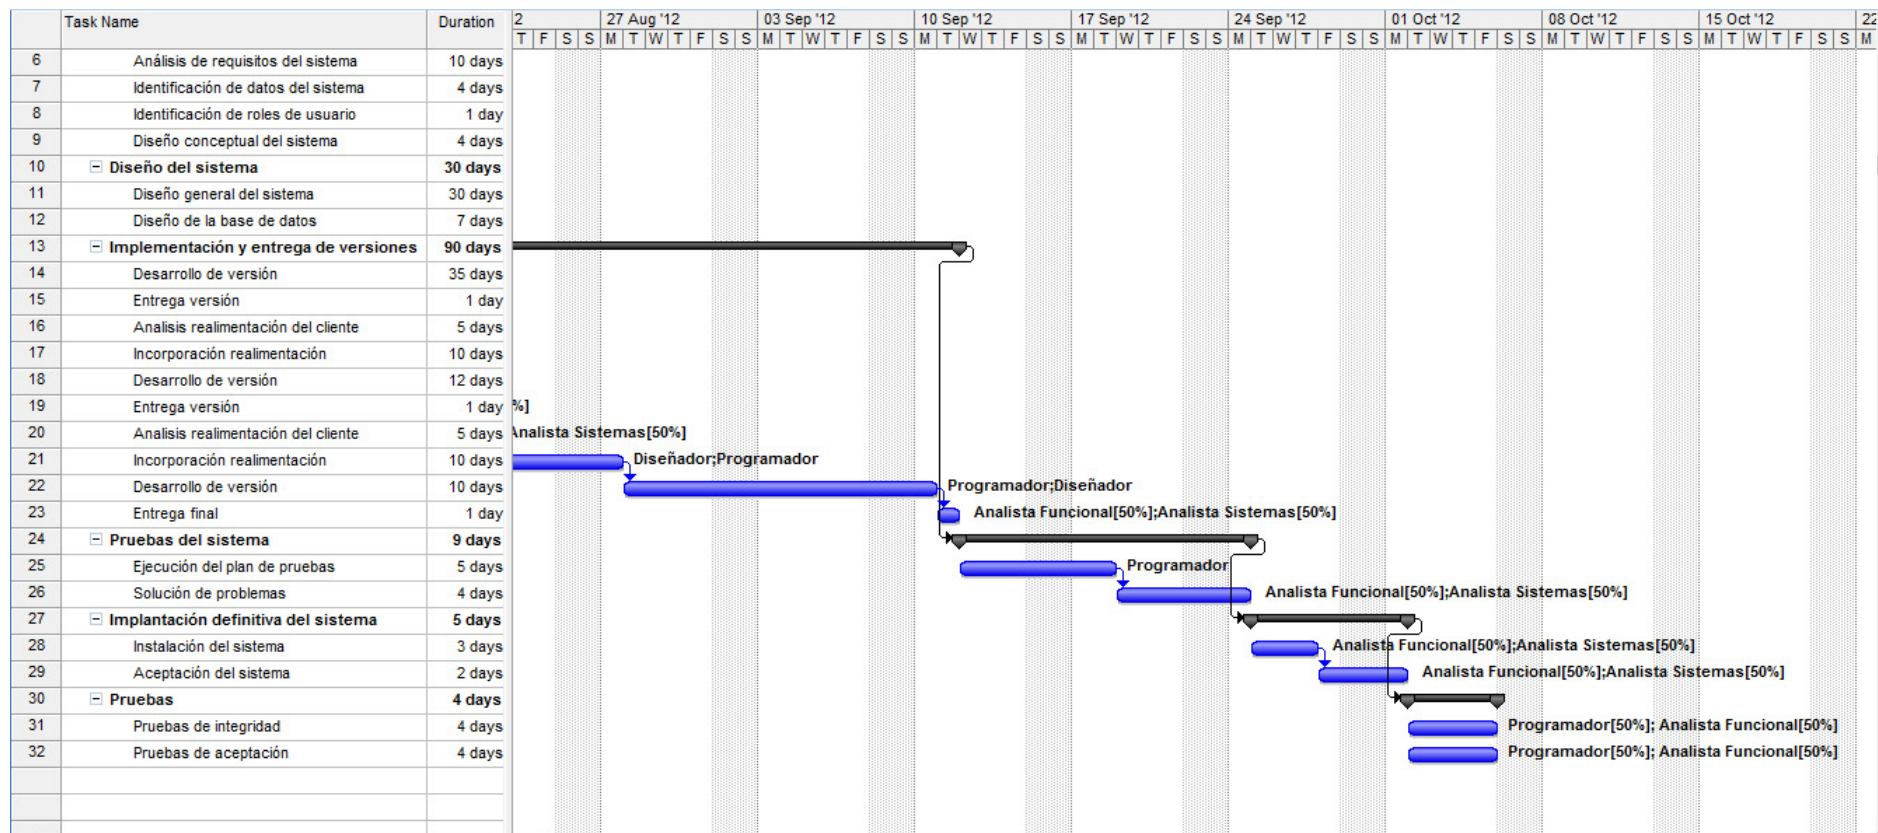 Task Name Duration 2 27 Aug '12 03 Sep '12 10 Sep '12 17 Sep '12 24 Sep '12 01 Oct '12 08 Oct '12 15 Oct '12 22
T F S S M T W T F S S M T W T F S S M T W T F S S M T W T F S S M T W T F S S M T W T F S S M T W T F S S M T W T F S S M
6 Análisis de requisitos del sistema 10 days
7 Identificación de datos del sistema 4 days
8 Identificación de roles de usuario 1 day
9 Diseño conceptual del sistema 4 days
10 Diseño del sistema 30 days
11 Diseño general del sistema 30 days
12 Diseño de la base de datos 7 days
13 Implementación y entrega de versiones 90 days
14 Desarrollo de versión 35 days
15 Entrega versión 1 day
16 Analisis realimentación del cliente 5 days
17 Incorporación realimentación 10 days
18 Desarrollo de versión 12 days
19 Entrega versión 1 day %]
20 Analisis realimentación del cliente 5 days Analista Sistemas[50%]
21 Incorporación realimentación 10 days Diseñador;Programador
22 Desarrollo de versión 10 days Programador;Diseñador
23 Entrega final 1 day Analista Funcional[50%];Analista Sistemas[50%]
24 Pruebas del sistema 9 days
25 Ejecución del plan de pruebas 5 days Programador
26 Solución de problemas 4 days Analista Funcional[50%];Analista Sistemas[50%]
27 Implantación definitiva del sistema 5 days
28 Instalación del sistema 3 days Analista Funcional[50%];Analista Sistemas[50%]
29 Aceptación del sistema 2 days Analista Funcional[50%];Analista Sistemas[50%]
30 Pruebas 4 days
31 Pruebas de integridad 4 days Programador[50%]; Analista Funcional[50%]
32 Pruebas de aceptación 4 days Programador[50%]; Analista Funcional[50%]